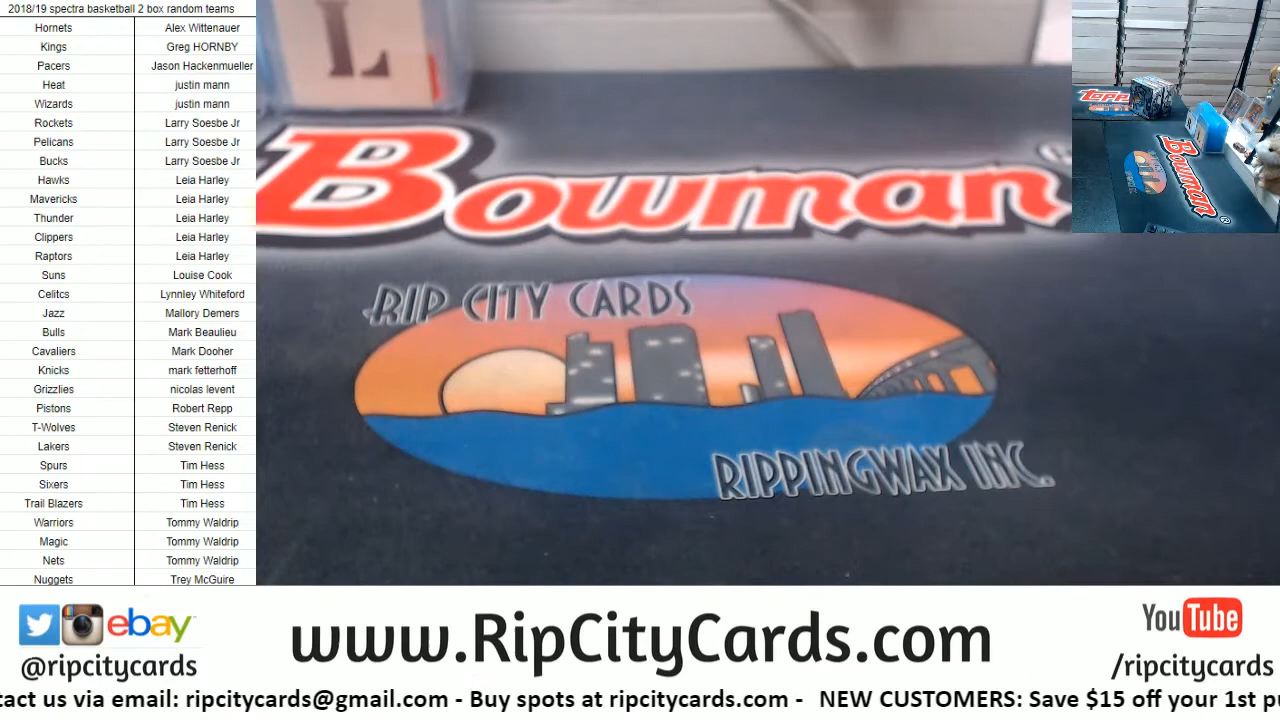 2018/19 spectra basketball 2 box random teams
Hornets Alex Wittenauer
Kings Greg HORNBY
Pacers Jason Hackenmueller
Heat justin mann
Wizards justin mann
Rockets Larry Soesbe Jr
Pelicans Larry Soesbe Jr
Bucks Larry Soesbe Jr
Hawks Leia Harley
Mavericks Leia Harley
Thunder Leia Harley
Clippers Leia Harley
Raptors Leia Harley
Suns Louise Cook
Celitcs Lynnley Whiteford
Jazz Mallory Demers
Bulls Mark Beaulieu
Cavaliers Mark Dooher
Knicks mark fetterhoff
Grizzlies nicolas levent
Pistons Robert Repp
T-Wolves Steven Renick
Lakers Steven Renick
Spurs Tim Hess
Sixers Tim Hess
Trail Blazers Tim Hess
Warriors Tommy Waldrip
Magic Tommy Waldrip
Nets Tommy Waldrip
Nuggets Trey McGuire
L
Bowman®
RIP CITY CARDS
RIPPINGWAX INC.
TOPP
Bowman®
ebay™
@ripcitycards
www.RipCityCards.com
YouTube
/ripcitycards
tact us via email: ripcitycards@gmail.com - Buy spots at ripcitycards.com - NEW CUSTOMERS: Save $15 off your 1st pu